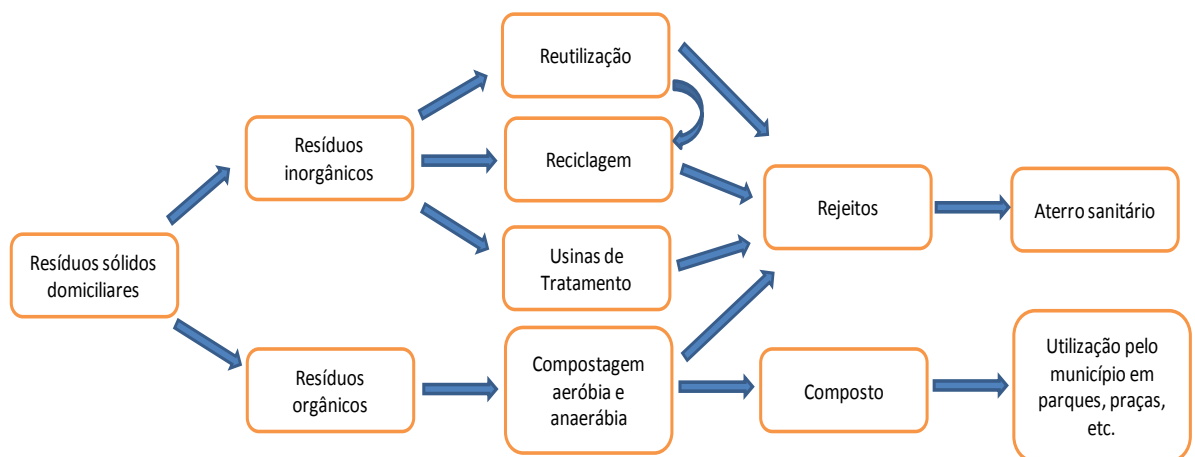 Reutilização
Resíduos
inorgânicos
Reciclagem
Rejeitos
Aterro sanitário
Resíduos sólidos
domiciliares
Usinas de
Tratamento
Resíduos
orgânicos
Compostagem
aeróbia e
anaerábia
Composto
Utilização pelo
município em
parques, praças,
etc.